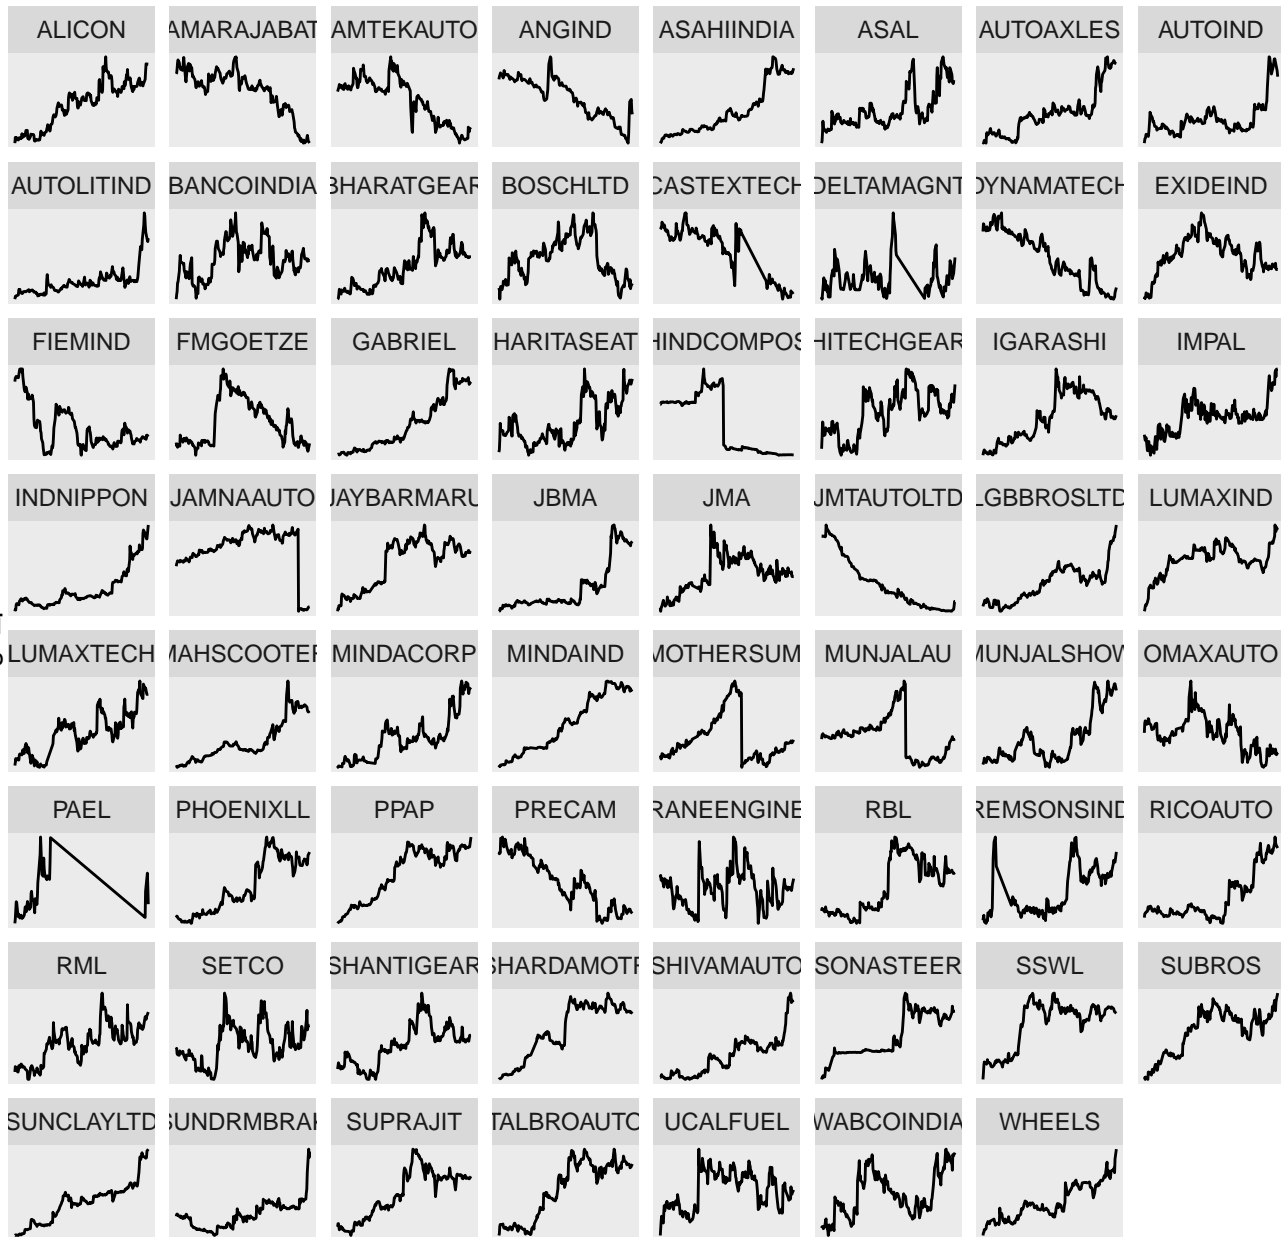 ALICON AMARAJABAT AMTEKAUTO ANGIND ASAHIINDIA ASAL AUTOAXLES AUTOIND
AUTOLITIND BANCOINDIA BHARATGEAR BOSCHLTD CASTEXTECH DELTAMAGNT DYNAMATECH EXIDEIND
FIEMIND FMGOETZE GABRIEL HARITASEAT HINDCOMPOS HITECHGEAR IGARASHI IMPAL
INDNIPPON JAMNAAUTO JAYBARMARU JBMA JMA JMTAUTOLTD LGBBROSLTD LUMAXIND
LUMAXTECH MAHSCOOTER MINDACORP MINDAIND MOTHERSUM MUNJALAU MUNJALSHOW OMAXAUTO
PAEL PHOENIXLL PPAP PRECAM RANEENGINE RBL REMSONSIND RICOAUTO
RML SETCO SHANTIGEAR SHARDAMOTR SHIVAMAUTO SONASTEER SSWL SUBROS
SUNCLAYLTD SUNDRMBRAK SUPRAJIT TALBROAUTO UCALFUEL WABCOINDIA WHEELS